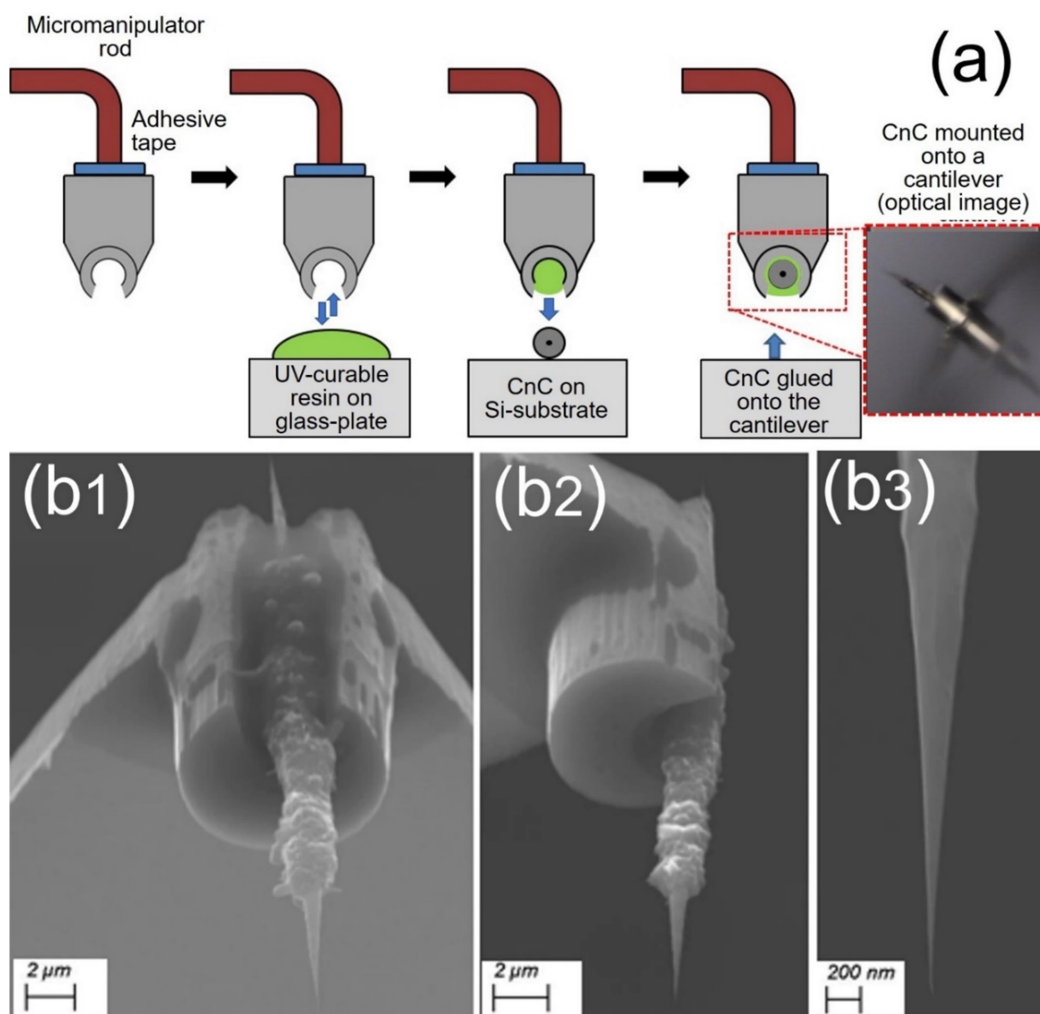 Micromanipulator
rod
(a)
Adhesive
tape
CnC mounted
onto a
cantilever
(optical image)
UV-curable
resin on
glass-plate
CnC on
Si-substrate
CnC glued
onto the
cantilever
(b1)
(b2)
(b3)
2 µm
2 µm
200 nm